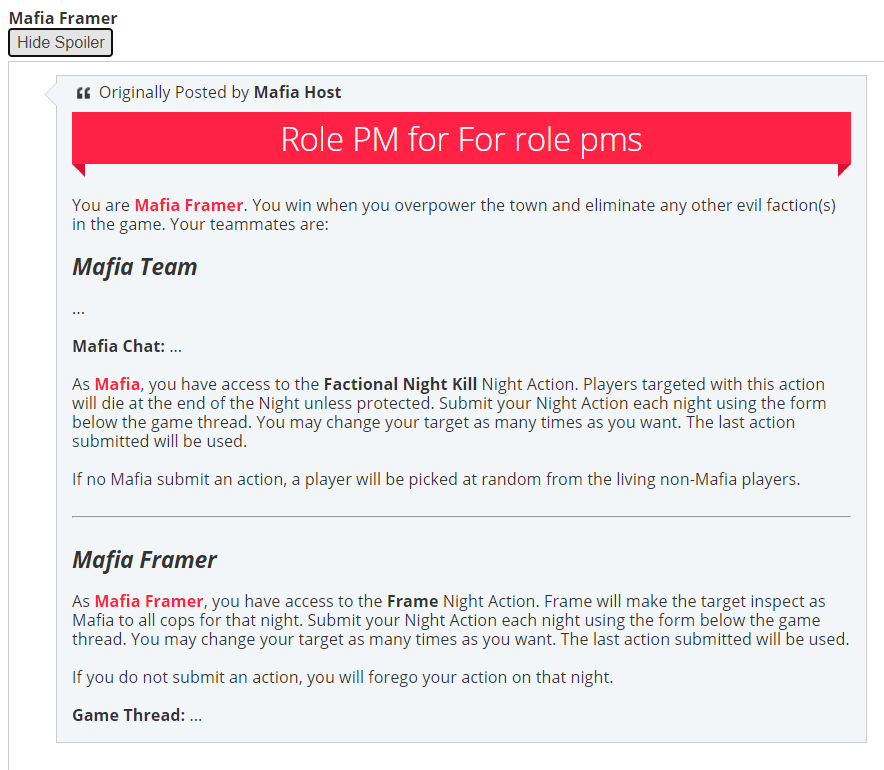 Mafia Framer
Hide Spoiler
Originally Posted by Mafia Host
Role PM for For role pms
You are Mafia Framer. You win when you overpower the town and eliminate any other evil faction(s)
in the game. Your teammates are:
Mafia Team
...
Mafia Chat: ...
As Mafia, you have access to the Factional Night Kill Night Action. Players targeted with this action
will die at the end of the Night unless protected. Submit your Night Action each night using the form
below the game thread. You may change your target as many times as you want. The last action
submitted will be used.
If no Mafia submit an action, a player will be picked at random from the living non-Mafia players.
Mafia Framer
As Mafia Framer, you have access to the Frame Night Action. Frame will make the target inspect as
Mafia to all cops for that night. Submit your Night Action each night using the form below the game
thread. You may change your target as many times as you want. The last action submitted will be used.
If you do not submit an action, you will forego your action on that night.
Game Thread: ...